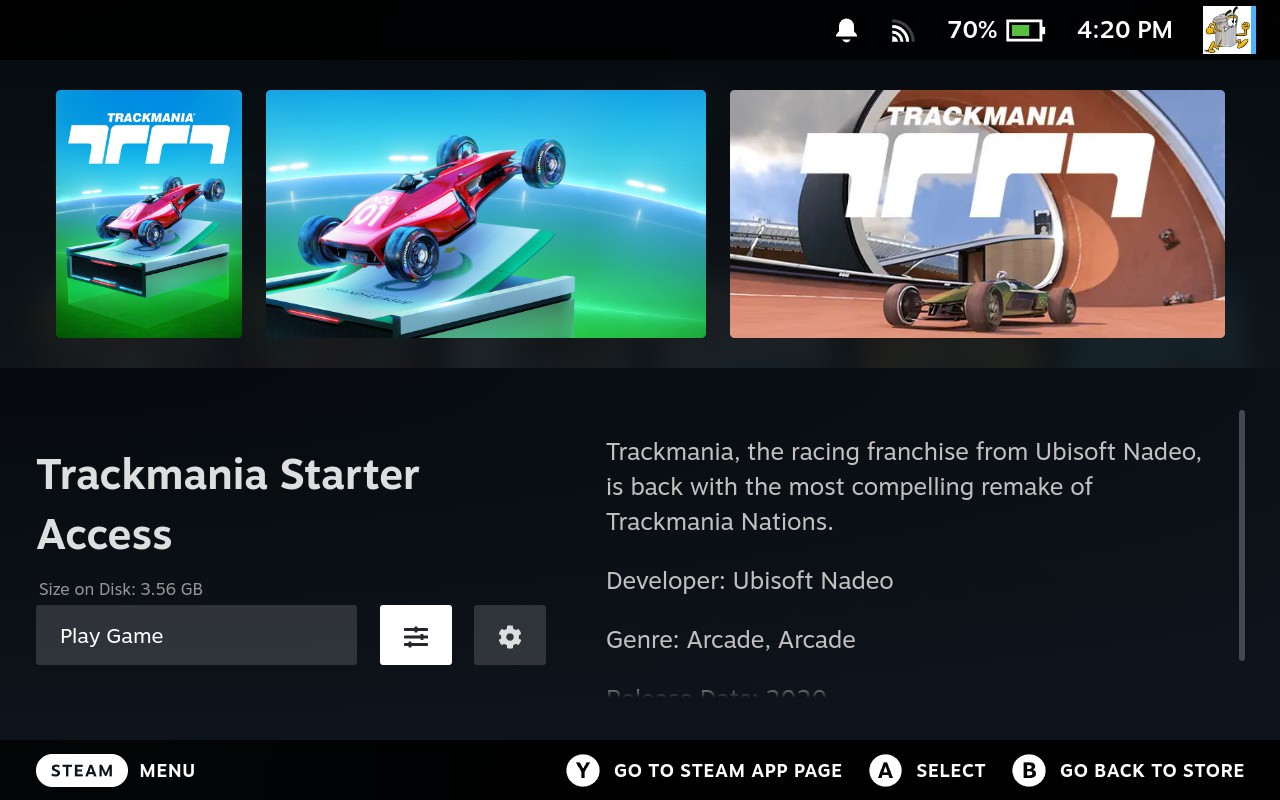 70%
4:20 PM
TRACKMANIA
TRACKMANIA
Trackmania Starter
Access
Size on Disk: 3.56 GB
Play Game
Trackmania, the racing franchise from Ubisoft Nadeo,
is back with the most compelling remake of
Trackmania Nations.
Developer: Ubisoft Nadeo
Genre: Arcade, Arcade
Release Date: 2020
STEAM MENU
Y GO TO STEAM APP PAGE
A SELECT
B GO BACK TO STORE